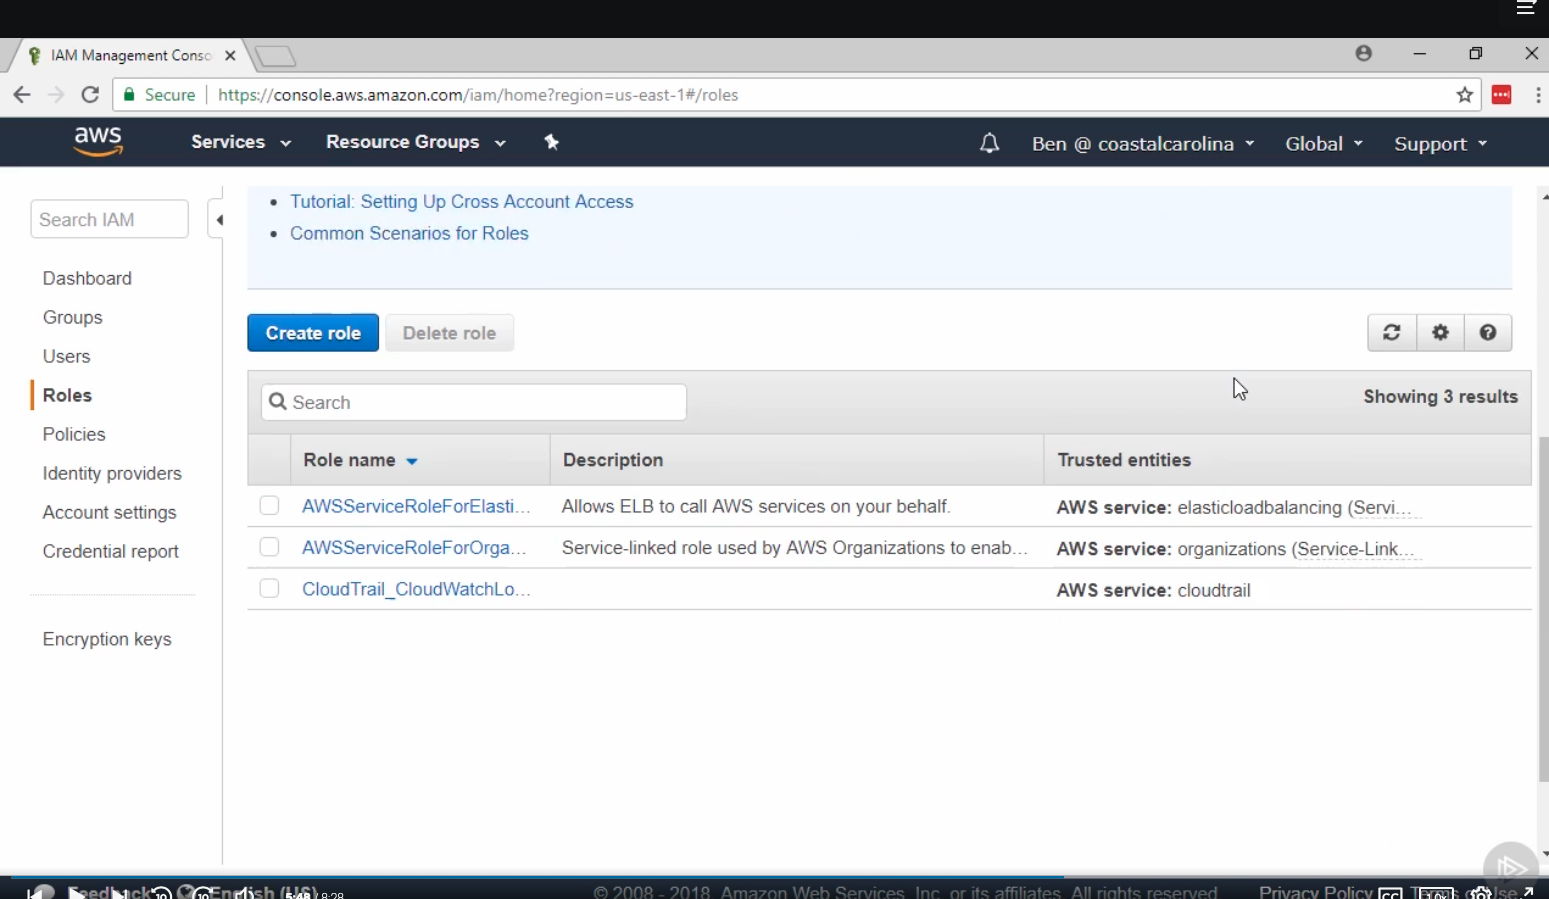 IAM Management Conso
Secure
https://console.aws.amazon.com/iam/home?region=us-east-1#/roles
aws
Services
Resource Groups
Ben @ coastalcarolina
Global
Support
Search IAM
Dashboard
Groups
Users
Roles
Policies
Identity providers
Account settings
Credential report
Encryption keys
Tutorial: Setting Up Cross Account Access
Common Scenarios for Roles
Create role
Delete role
Search
Showing 3 results
Role name Description Trusted entities
AWSServiceRoleForElasti... Allows ELB to call AWS services on your behalf. AWS service: elasticloadbalancing (Servi...
AWSServiceRoleForOrga... Service-linked role used by AWS Organizations to enab... AWS service: organizations (Service-Link...
CloudTrail_CloudWatchLo... AWS service: cloudtrail
Feedback English (US) © 2008 - 2018, Amazon Web Services, Inc. or its affiliates. All rights reserved. Privacy Policy Terms of Use
10 10 5:48 / 8:28 CC 1.0x